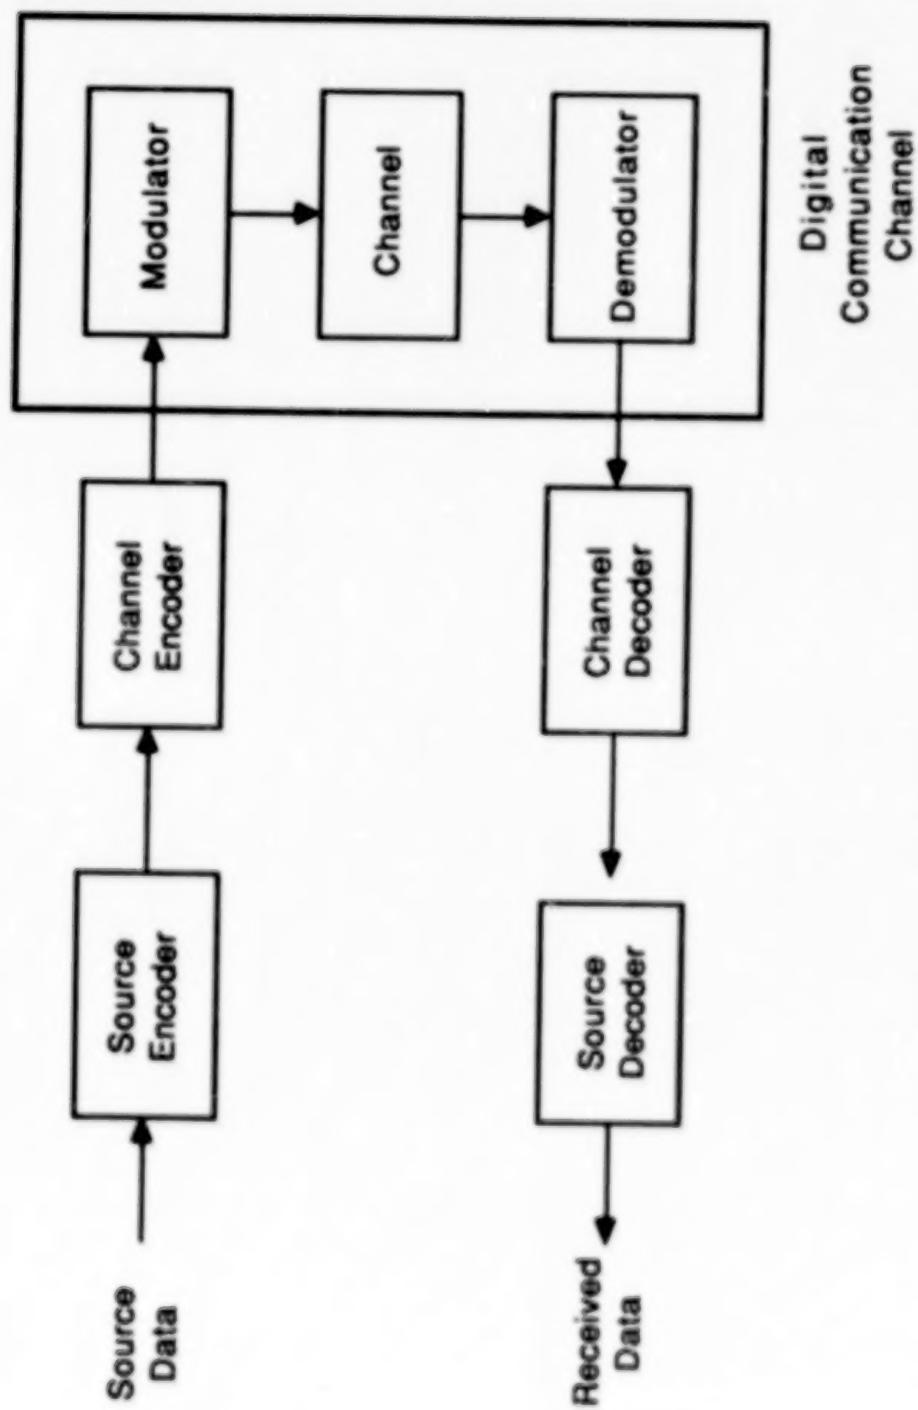 Source
Data
Source
Encoder
Channel
Encoder
Modulator
Channel
Demodulator
Digital
Communication
Channel
Channel
Decoder
Source
Decoder
Received
Data